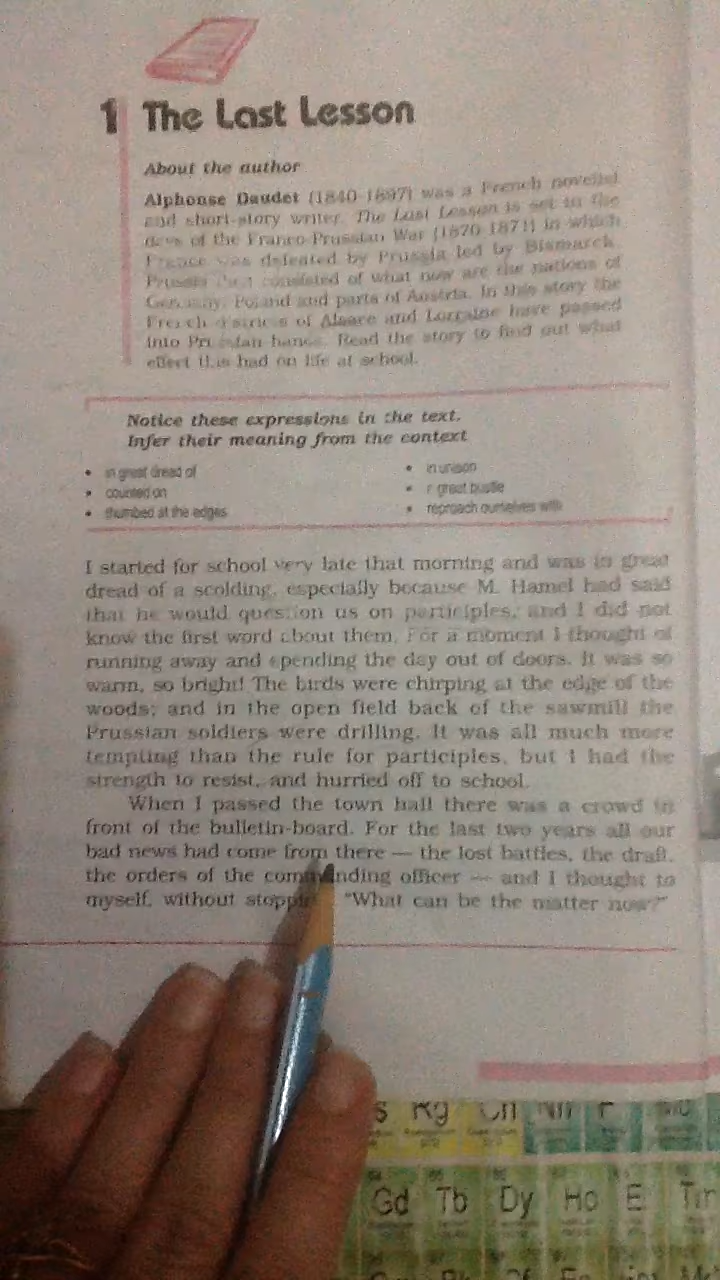 1 The Last Lesson
About the author
Alphonse Daudet (1840-1897) was a French novelist
and short-story writer. The Last Lesson is set in the
days of the Franco-Prussian War (1870-1871) in which
France was defeated by Prussia led by Bismarck.
Prussia then consisted of what now are the nations of
Germany, Poland and parts of Austria. In this story the
French districts of Alsace and Lorraine have passed
into Prussian hands. Read the story to find out what
effect this had on life at school.
Notice these expressions in the text.
Infer their meaning from the context
• in great dread of
• counted on
• thumbed at the edges
• in unison
• great bustle
• reproach ourselves with
I started for school very late that morning and was in great
dread of a scolding, especially because M. Hamel had said
that he would question us on participles, and I did not
know the first word about them. For a moment I thought of
running away and spending the day out of doors. It was so
warm, so bright! The birds were chirping at the edge of the
woods; and in the open field back of the sawmill the
Prussian soldiers were drilling. It was all much more
tempting than the rule for participles, but I had the
strength to resist, and hurried off to school.
When I passed the town hall there was a crowd in
front of the bulletin-board. For the last two years all our
bad news had come from there — the lost battles, the draft,
the orders of the commanding officer — and I thought to
myself, without "What can be the matter now?"
Rg Cn Nh
Gd Tb Dy Ho E